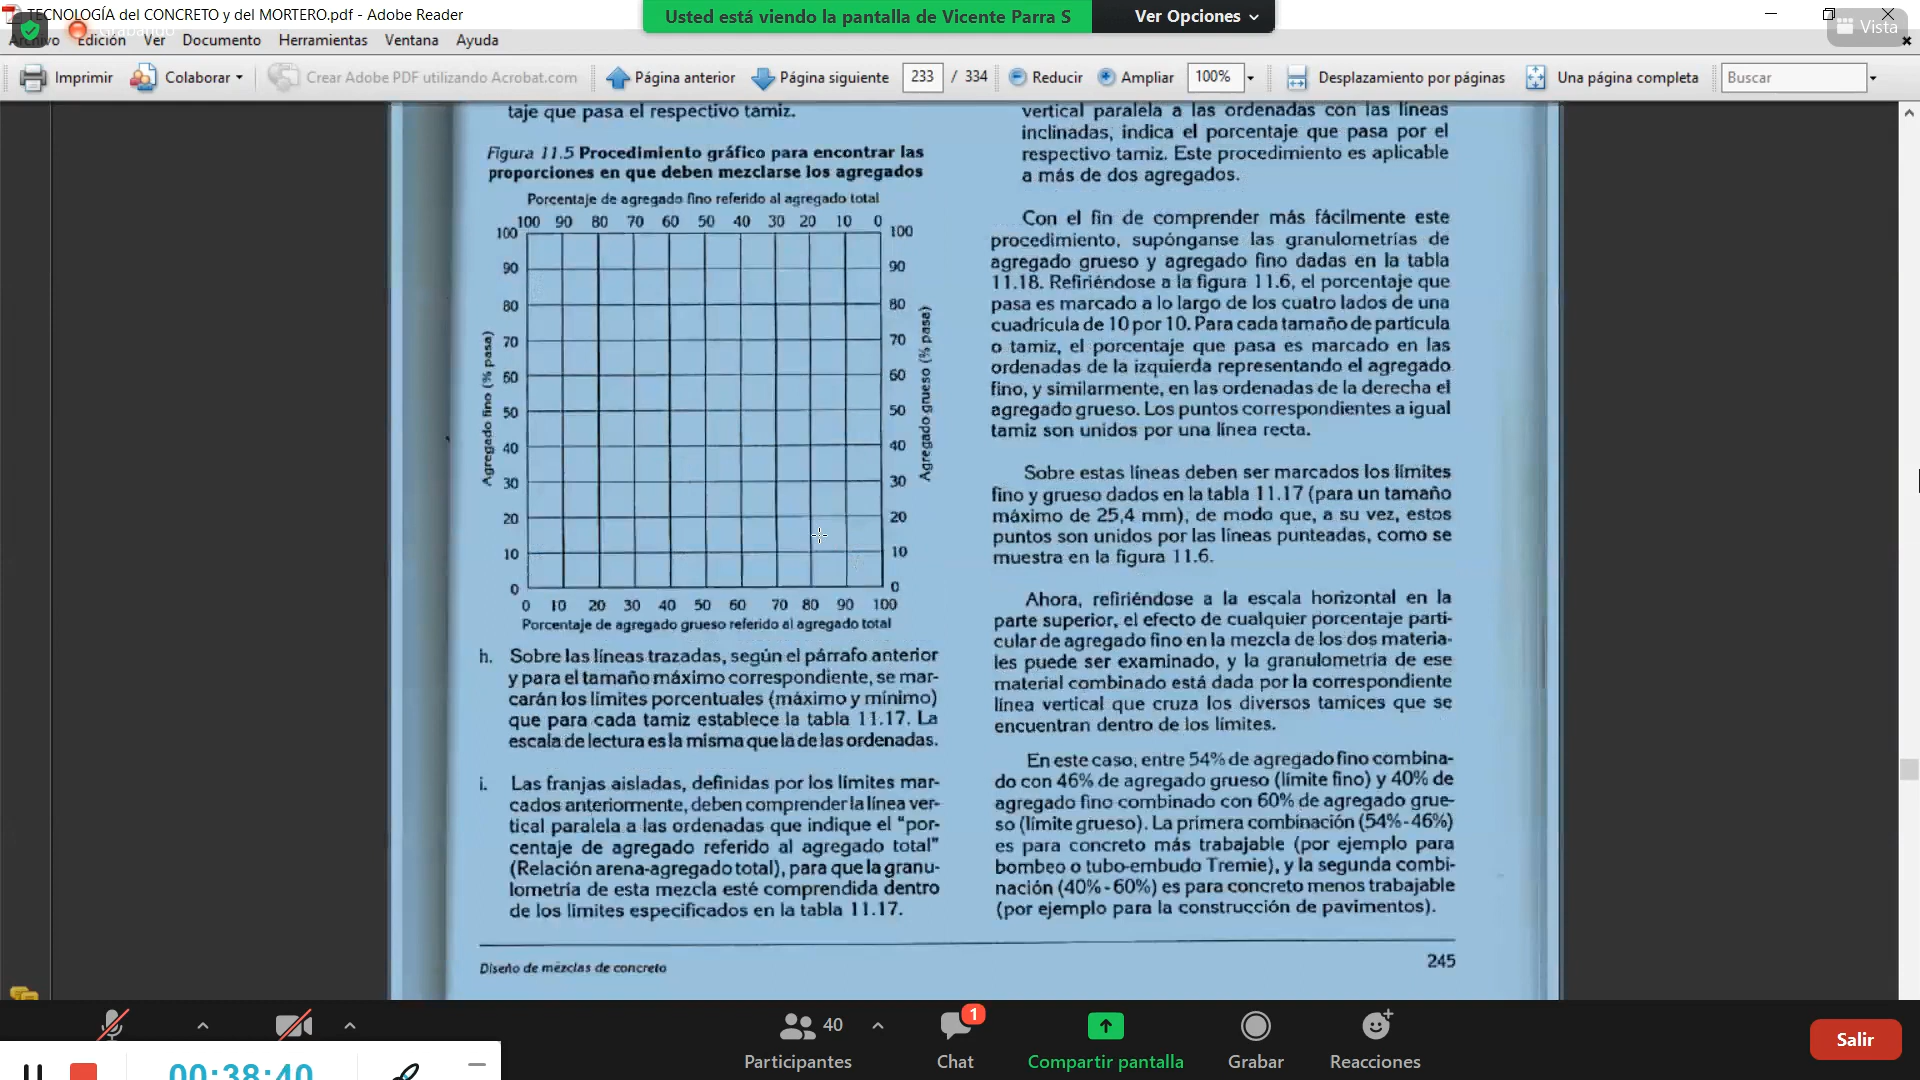 TECNOLOGÍA del CONCRETO y del MORTERO.pdf - Adobe Reader
Usted está viendo la pantalla de Vicente Parra S
Ver Opciones
Vista
Archivo Edición Ver Documento Herramientas Ventana Ayuda
Imprimir Colaborar Crear Adobe PDF utilizando Acrobat.com Página anterior Página siguiente 233 / 334 Reducir Ampliar 100% Desplazamiento por páginas Una página completa Buscar
taje que pasa el respectivo tamiz.
Figura 11.5 Procedimiento gráfico para encontrar las
proporciones en que deben mezclarse los agregados
Porcentaje de agregado fino referido al agregado total
100 90 80 70 60 50 40 30 20 10 0
100 100
90 90
80 80
70 70
60 60
50 50
40 40
30 30
20 20
10 10
0 0
Agregado fino (% pasa)
Agregado grueso (% pasa)
0 10 20 30 40 50 60 70 80 90 100
Porcentaje de agregado grueso referido al agregado total
h. Sobre las líneas trazadas, según el párrafo anterior
y para el tamaño máximo correspondiente, se mar-
carán los límites porcentuales (máximo y mínimo)
que para cada tamiz establece la tabla 11.17. La
escala de lectura es la misma que la de las ordenadas.
i. Las franjas aisladas, definidas por los límites mar-
cados anteriormente, deben comprender la línea ver-
tical paralela a las ordenadas que indique el "por-
centaje de agregado referido al agregado total"
(Relación arena-agregado total), para que la granu-
lometría de esta mezcla esté comprendida dentro
de los límites especificados en la tabla 11.17.
vertical paralela a las ordenadas con las líneas
inclinadas, indica el porcentaje que pasa por el
respectivo tamiz. Este procedimiento es aplicable
a más de dos agregados.
Con el fin de comprender más fácilmente este
procedimiento, supónganse las granulometrías de
agregado grueso y agregado fino dadas en la tabla
11.18. Refiriéndose a la figura 11.6, el porcentaje que
pasa es marcado a lo largo de los cuatro lados de una
cuadrícula de 10 por 10. Para cada tamaño de partícula
o tamiz, el porcentaje que pasa es marcado en las
ordenadas de la izquierda representando el agregado
fino, y similarmente, en las ordenadas de la derecha el
agregado grueso. Los puntos correspondientes a igual
tamiz son unidos por una línea recta.
Sobre estas líneas deben ser marcados los límites
fino y grueso dados en la tabla 11.17 (para un tamaño
máximo de 25,4 mm), de modo que, a su vez, estos
puntos son unidos por las líneas punteadas, como se
muestra en la figura 11.6.
Ahora, refiriéndose a la escala horizontal en la
parte superior, el efecto de cualquier porcentaje parti-
cular de agregado fino en la mezcla de los dos materia-
les puede ser examinado, y la granulometría de ese
material combinado está dada por la correspondiente
línea vertical que cruza los diversos tamices que se
encuentran dentro de los límites.
En este caso, entre 54% de agregado fino combina-
do con 46% de agregado grueso (límite fino) y 40% de
agregado fino combinado con 60% de agregado grue-
so (límite grueso). La primera combinación (54%-46%)
es para concreto más trabajable (por ejemplo para
bombeo o tubo-embudo Tremie), y la segunda combi-
nación (40%-60%) es para concreto menos trabajable
(por ejemplo para la construcción de pavimentos).
Diseño de mezclas de concreto
245
40
1
Participantes Chat Compartir pantalla Grabar Reacciones
Salir
00:38:40